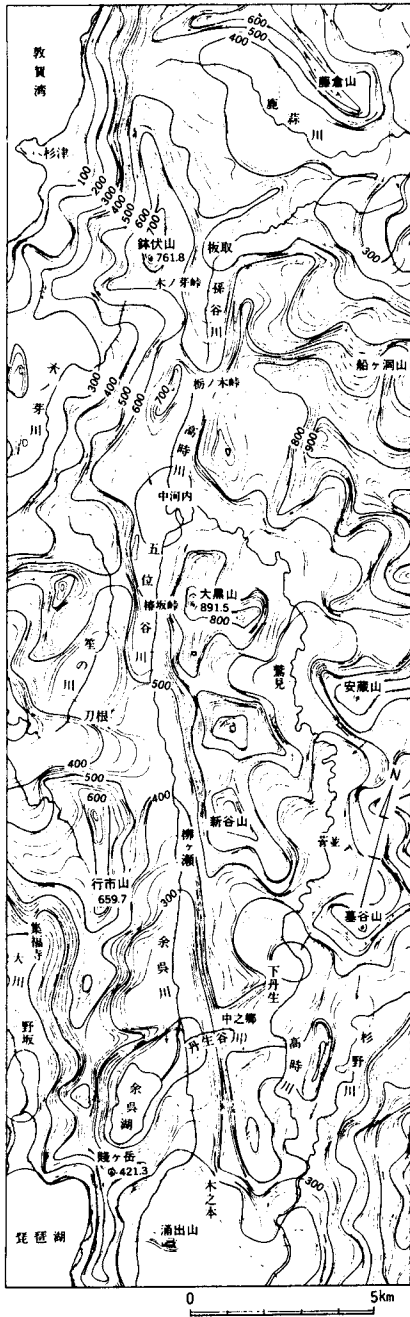 600
500
400
敦賀湾
藤倉山
鹿蒜川
杉津
100
200
300
400
500
600
700
鉢伏山
761.8
板取
300
木ノ芽峠
孫谷川
船ヶ洞山
栃ノ木峠
木ノ芽川
300
400
500
600
700
高時川
800
900
中河内
五位谷川
大黒山
891.5
800
椿坂峠
笙の川
鷲見
安蔵山
500
刀根
400
500
600
400
新谷山
柳ヶ瀬
菅並
N
行市山
659.7
300
墓谷山
集福寺
余呉川
下丹生
大川
中之郷
野坂
丹生谷川
高時川
杉野川
余呉湖
賤ヶ岳
421.3
300
木之本
琵琶湖
涌出山
0
5km